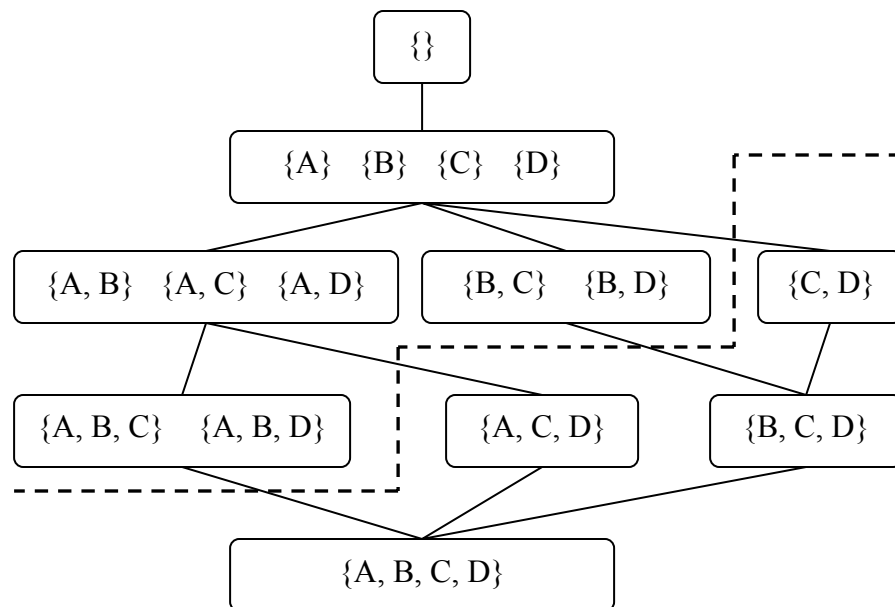 {}
{A} {B} {C} {D}
{A, B} {A, C} {A, D} {B, C} {B, D} {C, D}
{A, B, C} {A, B, D} {A, C, D} {B, C, D}
{A, B, C, D}